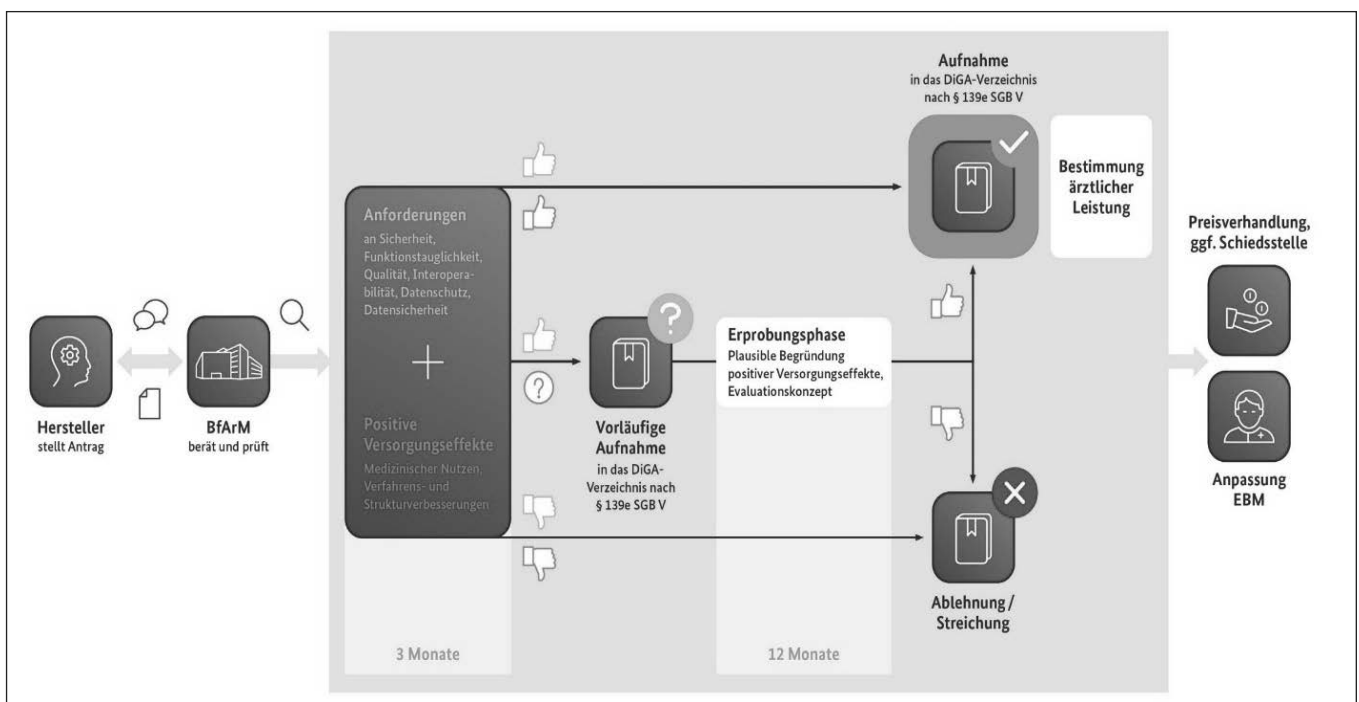 Hersteller
stellt Antrag
BfArM
berät und prüft
Anforderungen
an Sicherheit,
Funktionstauglichkeit,
Qualität, Interopera-
bilität, Datenschutz,
Datensicherheit
+
Positive
Versorgungseffekte
Medizinischer Nutzen,
Verfahrens- und
Strukturverbesserungen
3 Monate
?
?
Vorläufige
Aufnahme
in das DiGA-
Verzeichnis nach
§ 139e SGB V
Erprobungsphase
Plausible Begründung
positiver Versorgungseffekte,
Evaluationskonzept
12 Monate
Aufnahme
in das DiGA-Verzeichnis
nach § 139e SGB V
Bestimmung
ärztlicher
Leistung
Ablehnung /
Streichung
Preisverhandlung,
ggf. Schiedsstelle
Anpassung
EBM